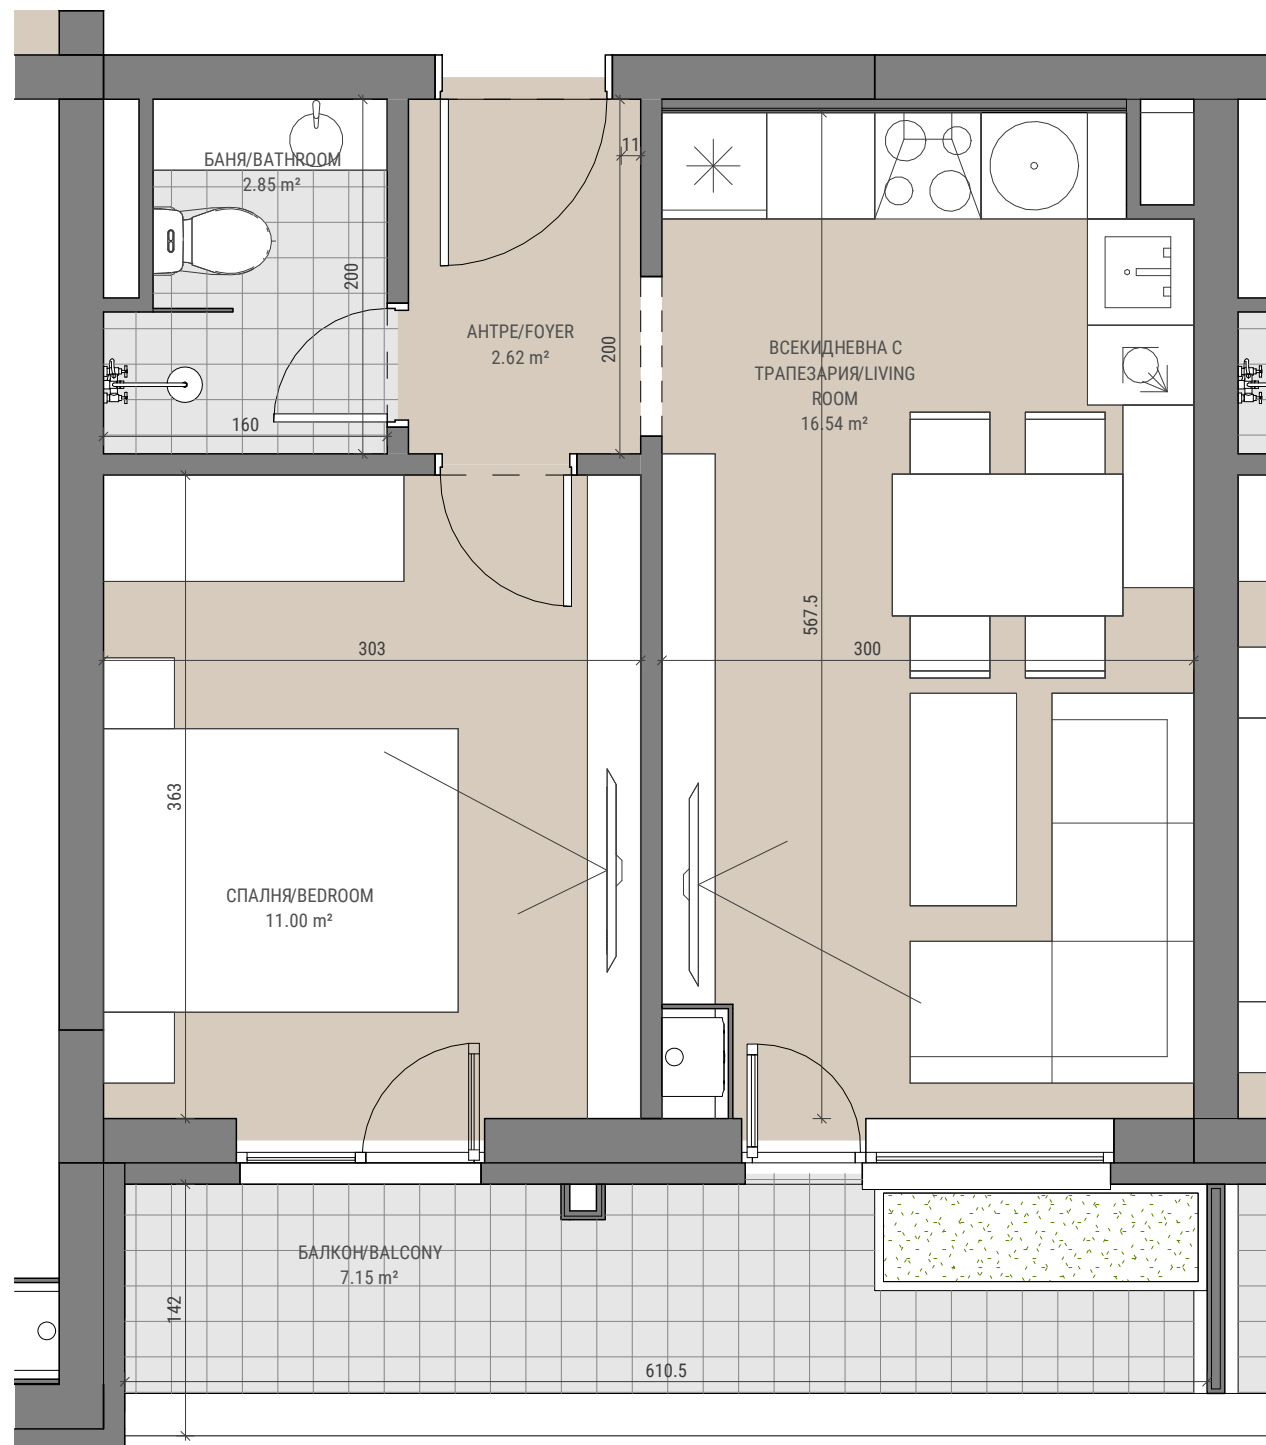 БАНЯ/BATHROOM
2.85 m²
11
200
АНТРЕ/FOYER
2.62 m²
200
ВСЕКИДНЕВНА С
ТРАПЕЗАРИЯ/LIVING
ROOM
16.54 m²
160
567.5
303
300
363
СПАЛНЯ/BEDROOM
11.00 m²
БАЛКОН/BALCONY
7.15 m²
142
610.5